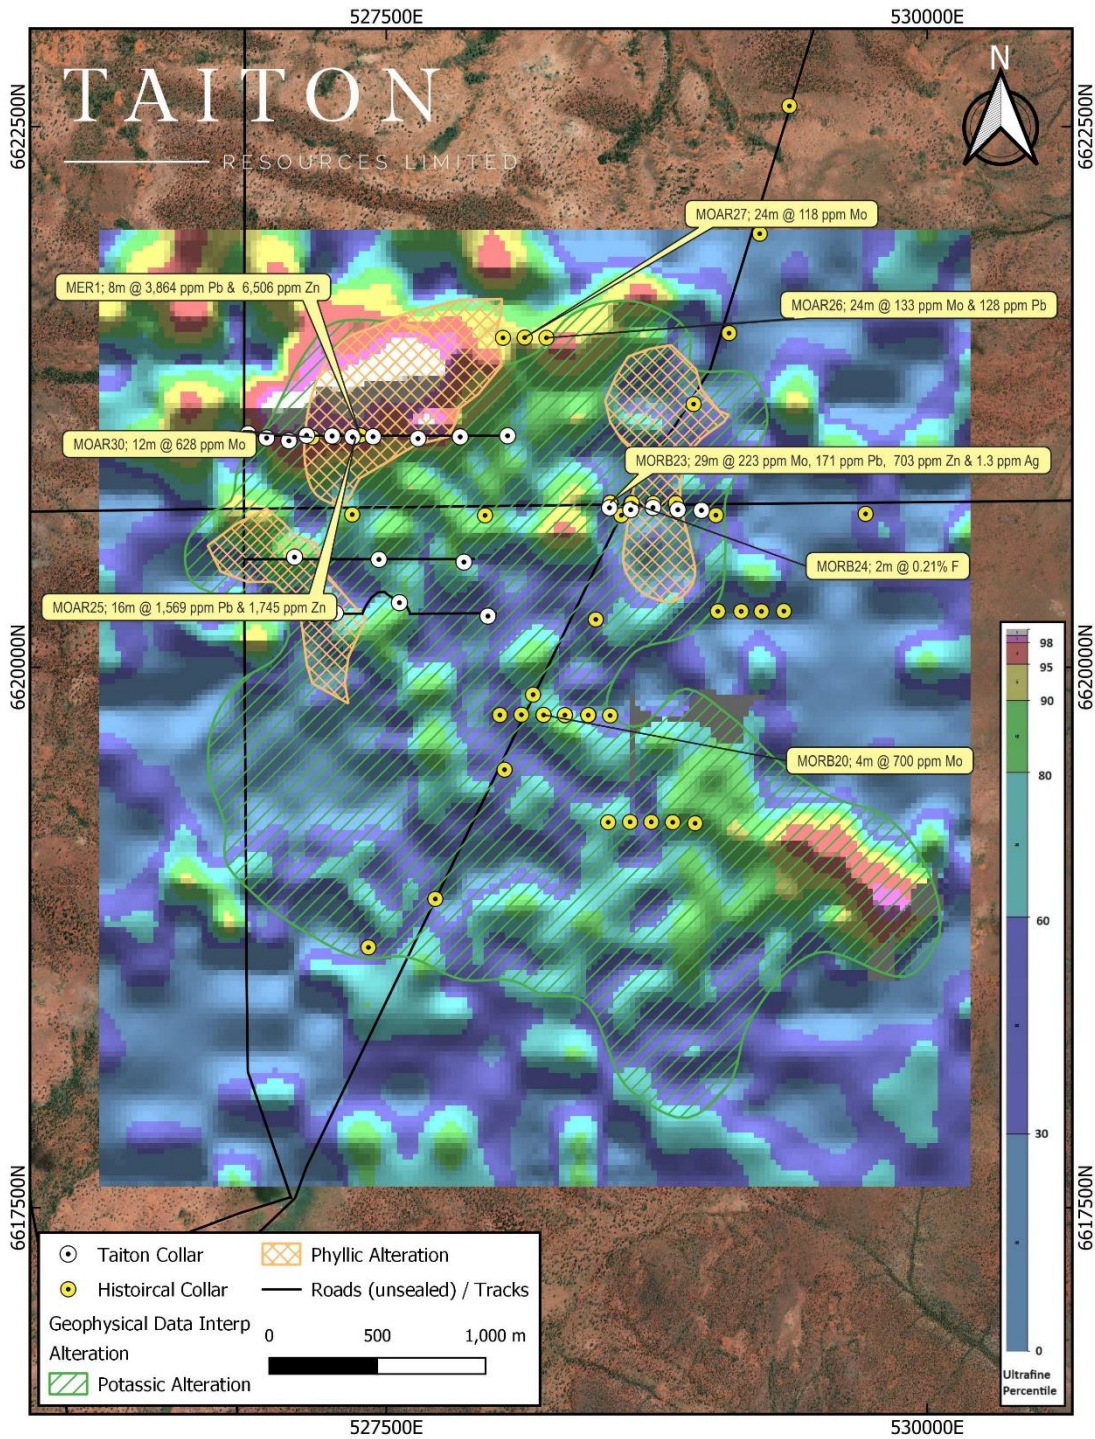 527500E
530000E
6622500N
6622500N
TAITON
RESOURCES LIMITED
N
MOAR27; 24m @ 118 ppm Mo
MER1; 8m @ 3,864 ppm Pb & 6,506 ppm Zn
MOAR26; 24m @ 133 ppm Mo & 128 ppm Pb
MOAR30; 12m @ 628 ppm Mo
MORB23; 29m @ 223 ppm Mo, 171 ppm Pb, 703 ppm Zn & 1.3 ppm Ag
MORB24; 2m @ 0.21% F
MOAR25; 16m @ 1,569 ppm Pb & 1,745 ppm Zn
6620000N
6620000N
MORB20; 4m @ 700 ppm Mo
98
95
90
80
60
30
0
Ultrafine
Percentile
6617500N
6617500N
Taiton Collar
Phyllic Alteration
Histoircal Collar
Roads (unsealed) / Tracks
Geophysical Data Interp
Alteration
0 500 1,000 m
Potassic Alteration
527500E
530000E